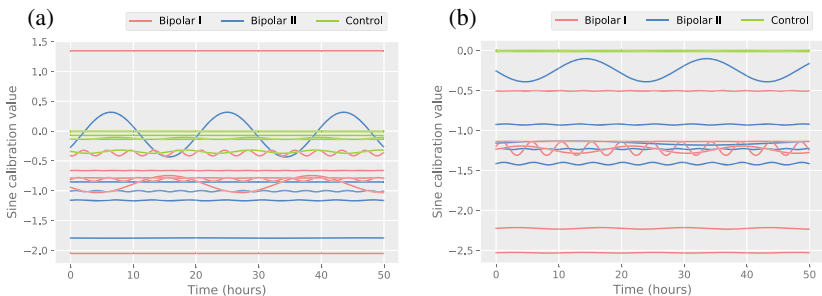 (a)
Bipolar I Bipolar II Control
Sine calibration value
1.5
1.0
0.5
0.0
−0.5
−1.0
−1.5
−2.0
0 10 20 30 40 50
Time (hours)
(b)
Bipolar I Bipolar II Control
Sine calibration value
0.0
−0.5
−1.0
−1.5
−2.0
−2.5
0 10 20 30 40 50
Time (hours)